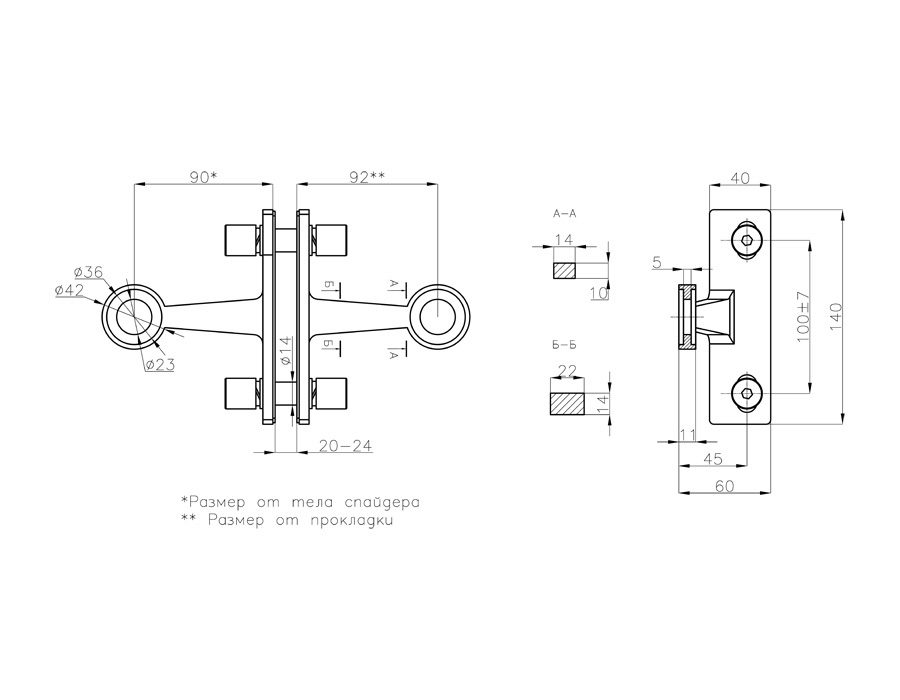 90*
92**
40
А-А
14
10
5
ø36
ø42
Б
А
Б-Б
ø14
Б
А
ø23
100±7
140
22
14
20-24
11
45
60
*Размер от тела спайдера
** Размер от прокладки